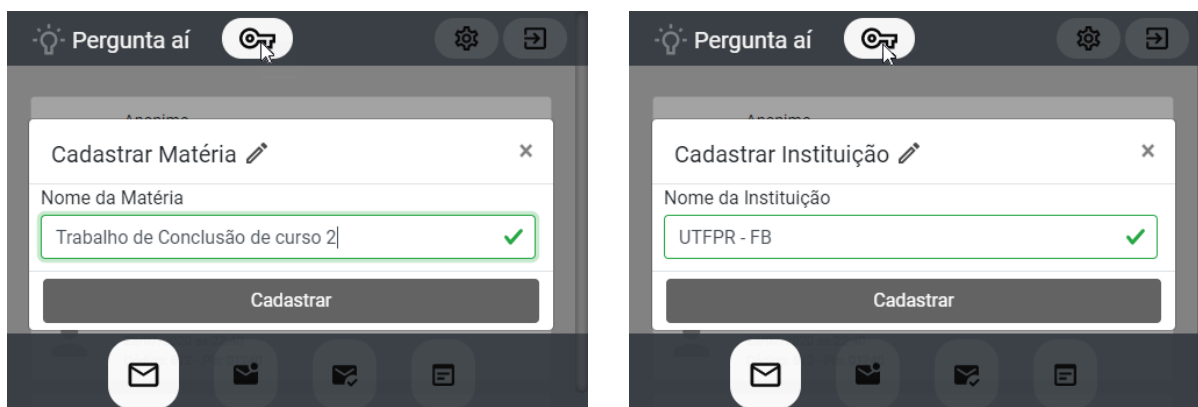 Pergunta aí
Cadastrar Matéria
Nome da Matéria
Trabalho de Conclusão de curso 2
Cadastrar
Pergunta aí
Cadastrar Instituição
Nome da Instituição
UTFPR - FB
Cadastrar